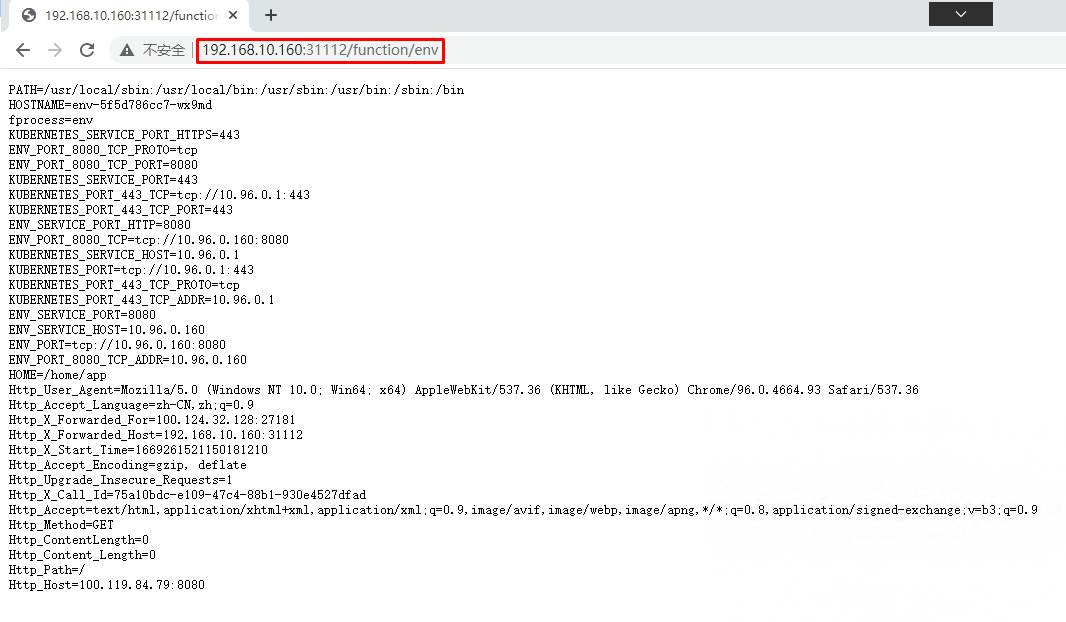 192.168.10.160:31112/function
不安全
192.168.10.160:31112/function/env
PATH=/usr/local/sbin:/usr/local/bin:/usr/sbin:/usr/bin:/sbin:/bin
HOSTNAME=env-5f5d786cc7-wx9md
fprocess=env
KUBERNETES_SERVICE_PORT_HTTPS=443
ENV_PORT_8080_TCP_PROTO=tcp
ENV_PORT_8080_TCP_PORT=8080
KUBERNETES_SERVICE_PORT=443
KUBERNETES_PORT_443_TCP=tcp://10.96.0.1:443
KUBERNETES_PORT_443_TCP_PORT=443
ENV_SERVICE_PORT_HTTP=8080
ENV_PORT_8080_TCP=tcp://10.96.0.160:8080
KUBERNETES_SERVICE_HOST=10.96.0.1
KUBERNETES_PORT=tcp://10.96.0.1:443
KUBERNETES_PORT_443_TCP_PROTO=tcp
KUBERNETES_PORT_443_TCP_ADDR=10.96.0.1
ENV_SERVICE_PORT=8080
ENV_SERVICE_HOST=10.96.0.160
ENV_PORT=tcp://10.96.0.160:8080
ENV_PORT_8080_TCP_ADDR=10.96.0.160
HOME=/home/app
Http_User_Agent=Mozilla/5.0 (Windows NT 10.0; Win64; x64) AppleWebKit/537.36 (KHTML, like Gecko) Chrome/96.0.4664.93 Safari/537.36
Http_Accept_Language=zh-CN,zh;q=0.9
Http_X_Forwarded_For=100.124.32.128:27181
Http_X_Forwarded_Host=192.168.10.160:31112
Http_X_Start_Time=1669261521150181210
Http_Accept_Encoding=gzip, deflate
Http_Upgrade_Insecure_Requests=1
Http_X_Call_Id=75a10bdc-e109-47c4-88b1-930e4527dfad
Http_Accept=text/html,application/xhtml+xml,application/xml;q=0.9,image/avif,image/webp,image/apng,*/*;q=0.8,application/signed-exchange;v=b3;q=0.9
Http_Method=GET
Http_ContentLength=0
Http_Content_Length=0
Http_Path=/
Http_Host=100.119.84.79:8080